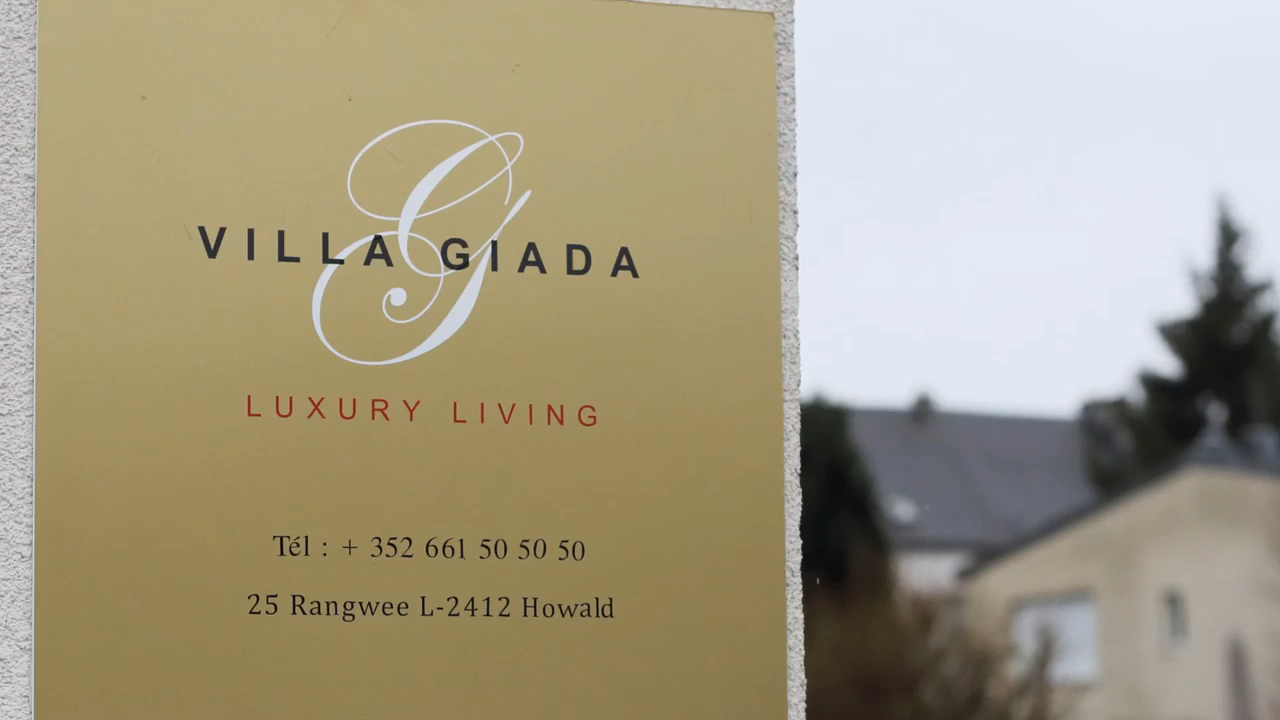 G
VILLA GIADA
LUXURY LIVING
Tél : + 352 661 50 50 50
25 Rangwee L-2412 Howald